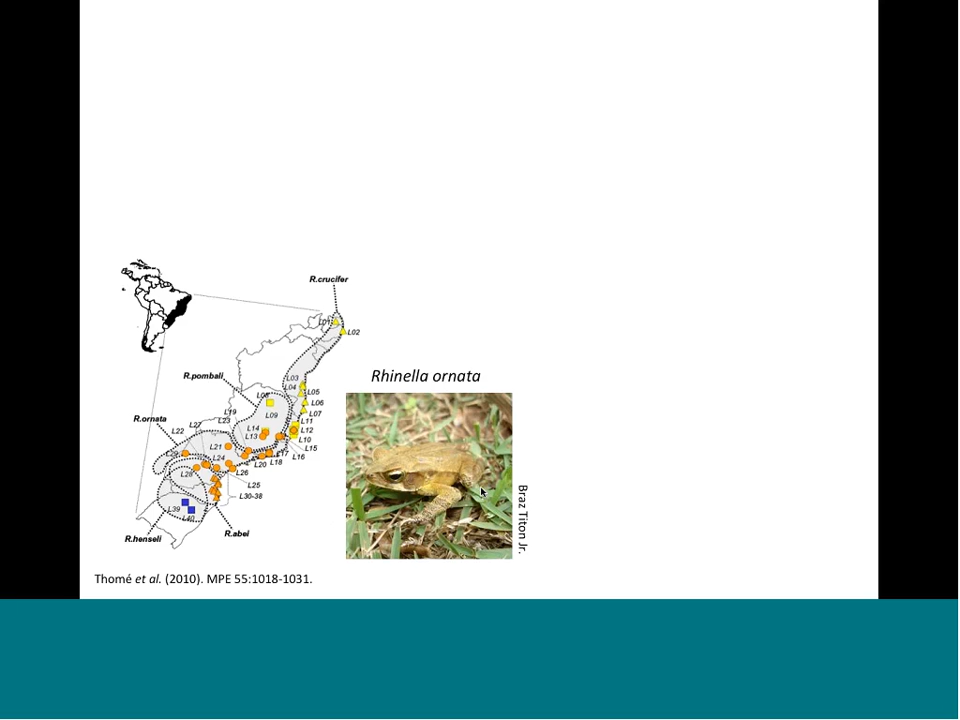 R.crucifer
L01
L02
Rhinella ornata
R.pombali
L03
L04
L05
L06
L07
L09
L19
L23
R.ornata
L22
L14
L13
L11
L12
L10
L15
L16
L17
L18
L20
L21
L24
L26
L25
L28
L30-38
L39
L40
R.henseli
R.abei
Braz Titon Jr.
Thomé et al. (2010). MPE 55:1018-1031.